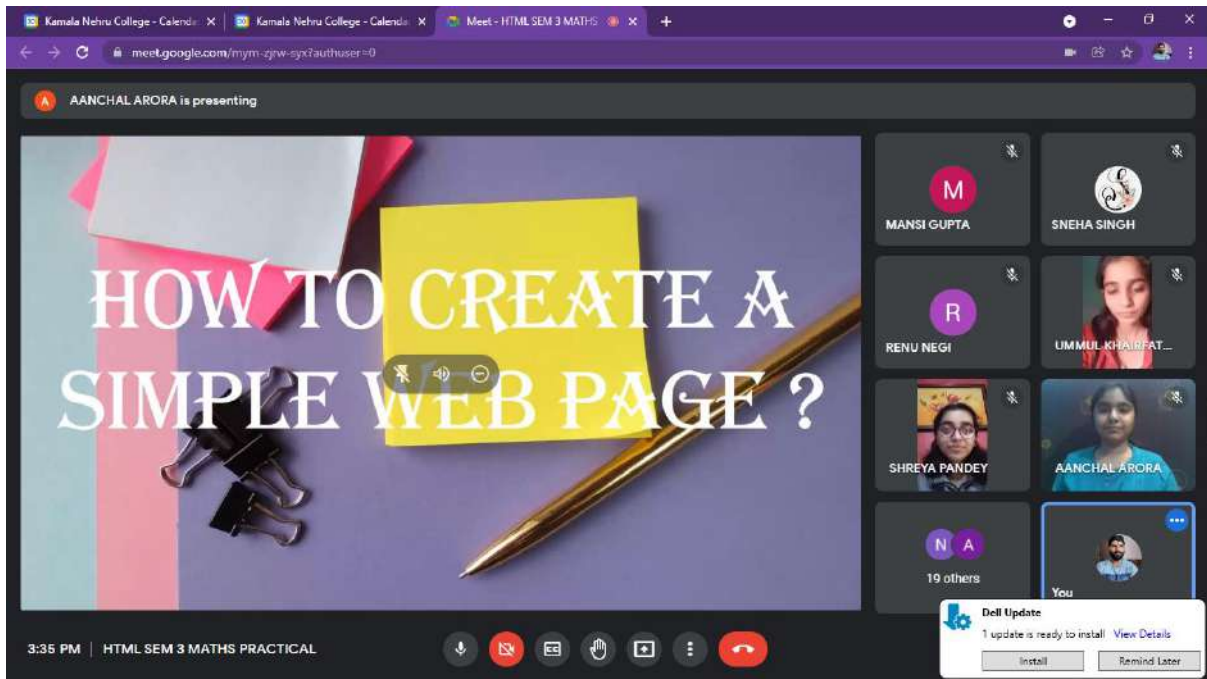 Kamala Nehru College - Calenda
Kamala Nehru College - Calenda
Meet - HTML SEM 3 MATHS
meet.google.com/mym-zjrw-syx?authuser=0
A
AANCHAL ARORA is presenting
HOW TO CREATE A
SIMPLE WEB PAGE ?
M
MANSI GUPTA
SNEHA SINGH
R
RENU NEGI
UMMUL KHAIRFAT...
SHREYA PANDEY
AANCHAL ARORA
N A
19 others
You
3:35 PM | HTML SEM 3 MATHS PRACTICAL
CC
Dell Update
1 update is ready to install View Details
Install Remind Later